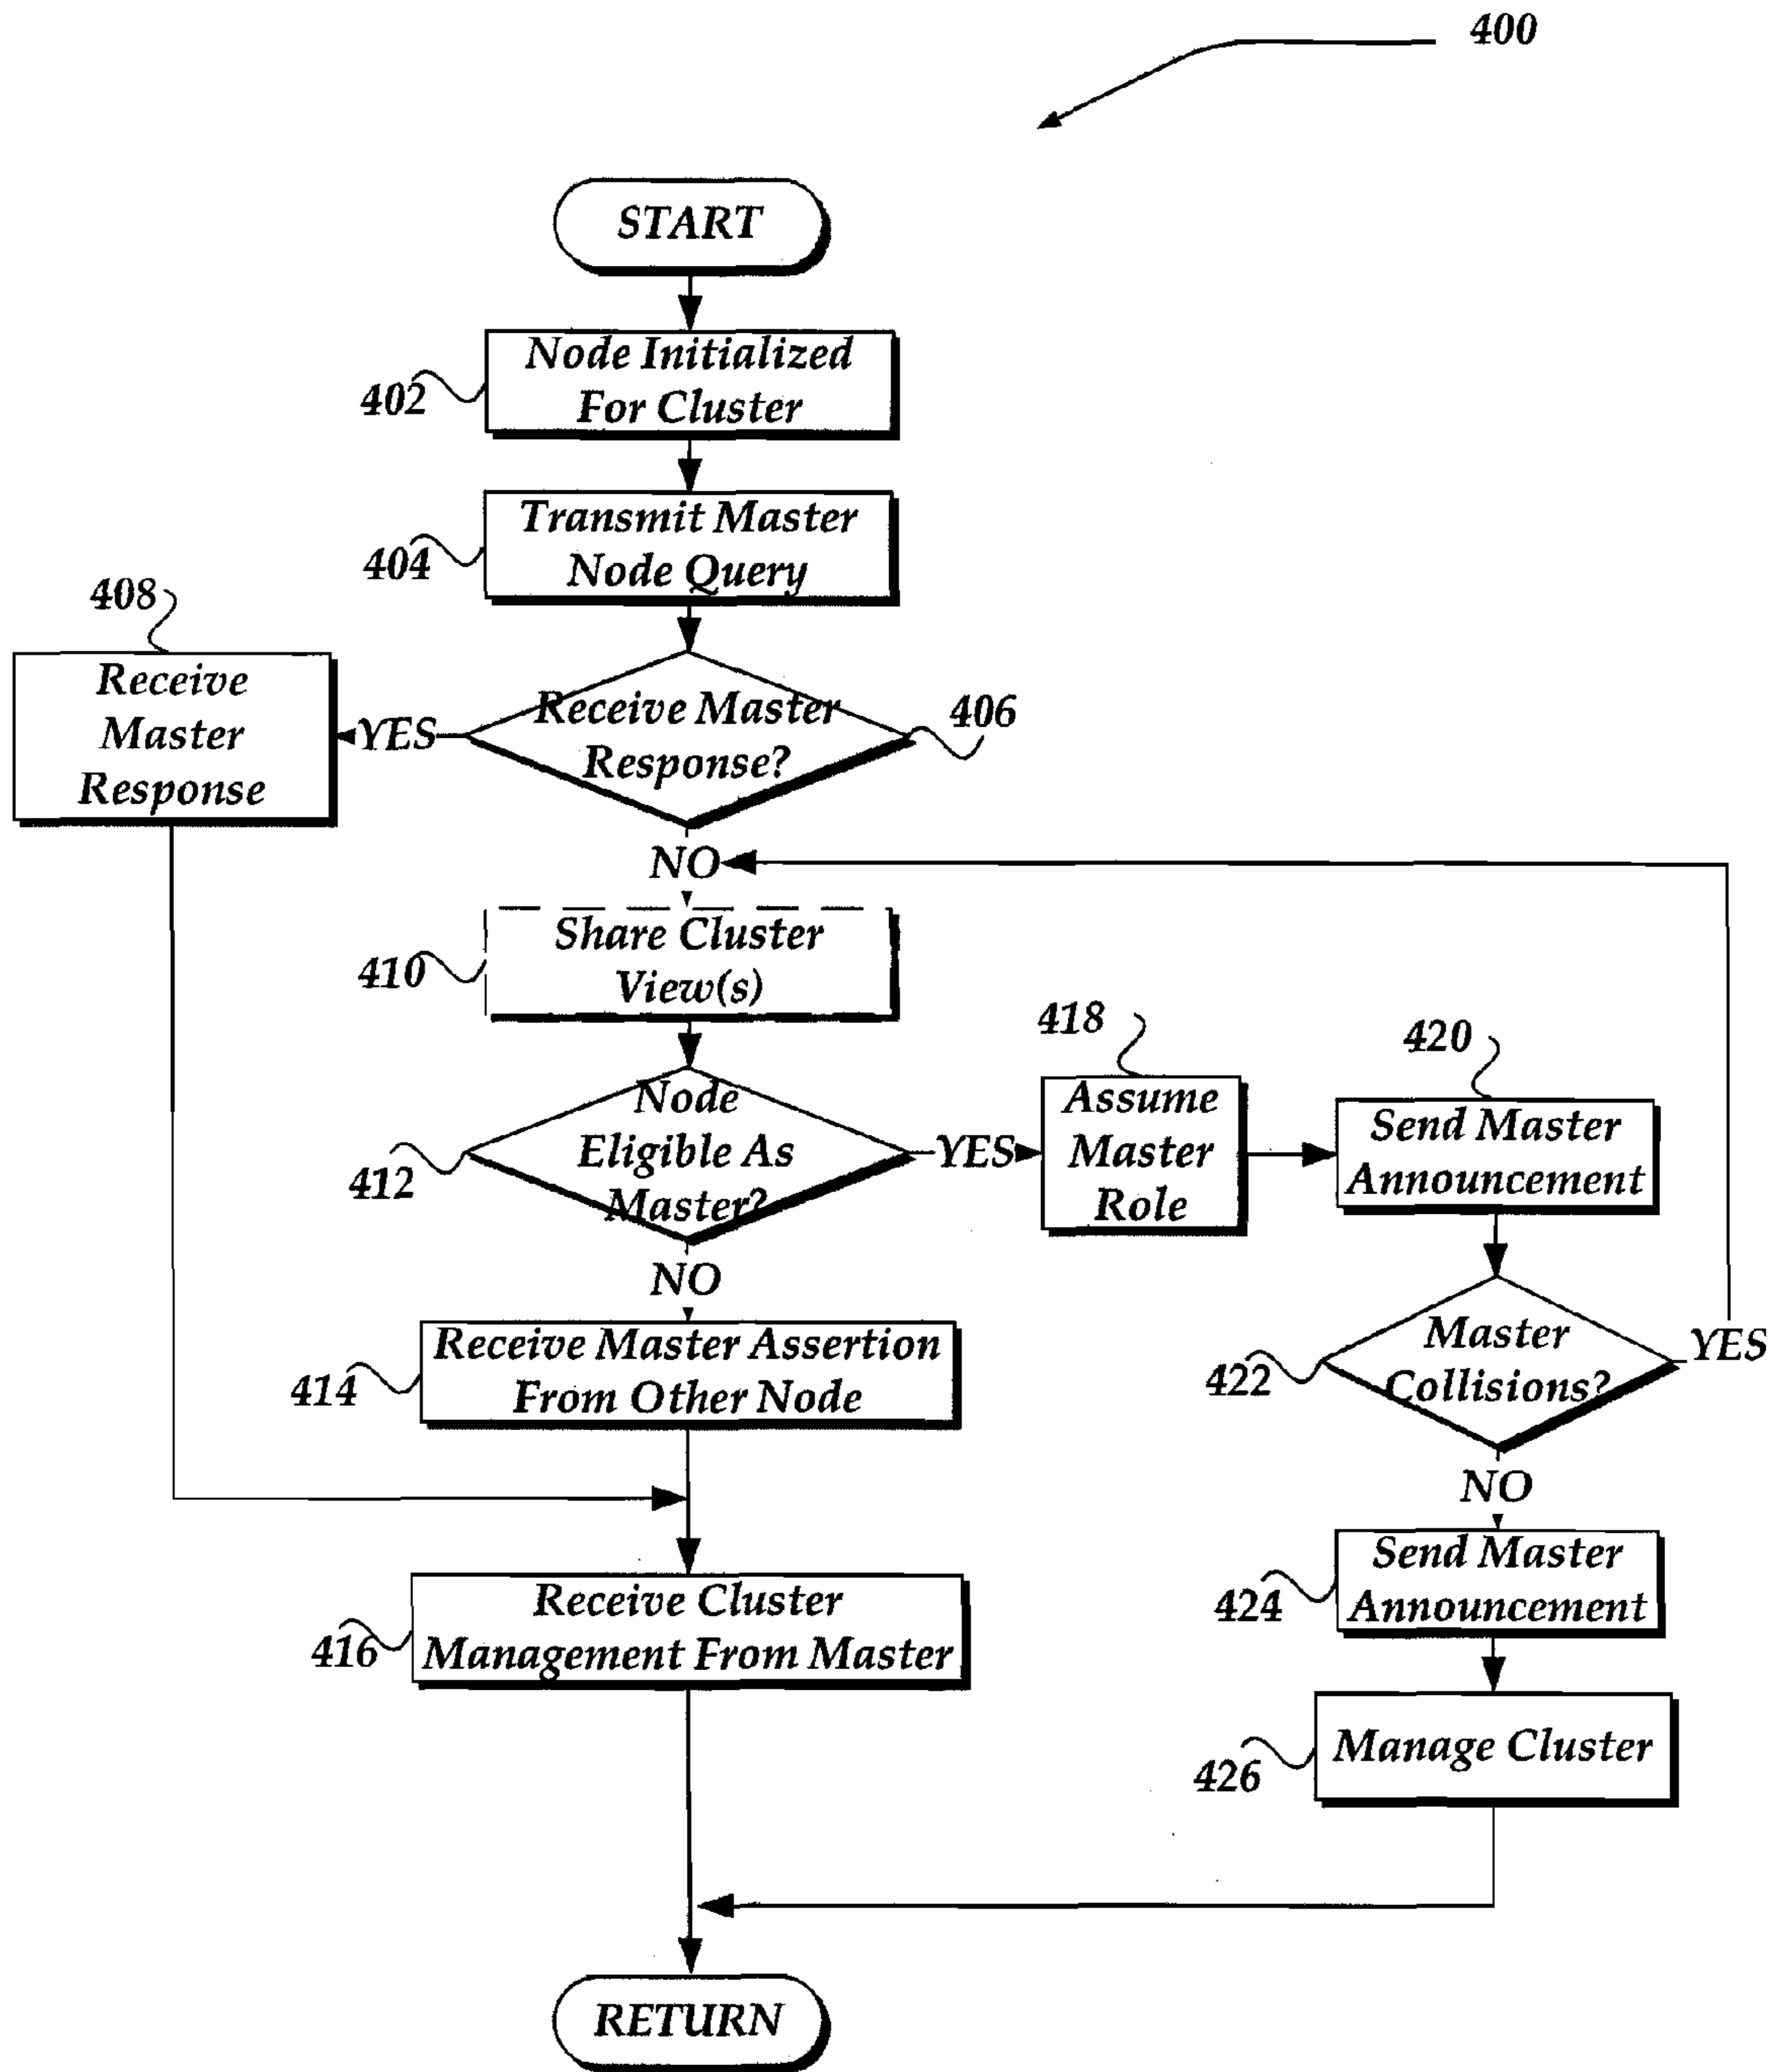 400
START
402
Node Initialized
For Cluster
404
Transmit Master
Node Query
408
Receive
Master
Response
YES
Receive Master
Response?
406
NO
410
Share Cluster
View(s)
412
Node
Eligible As
Master?
YES
418
Assume
Master
Role
420
Send Master
Announcement
NO
414
Receive Master Assertion
From Other Node
422
Master
Collisions?
YES
NO
416
Receive Cluster
Management From Master
424
Send Master
Announcement
426
Manage Cluster
RETURN